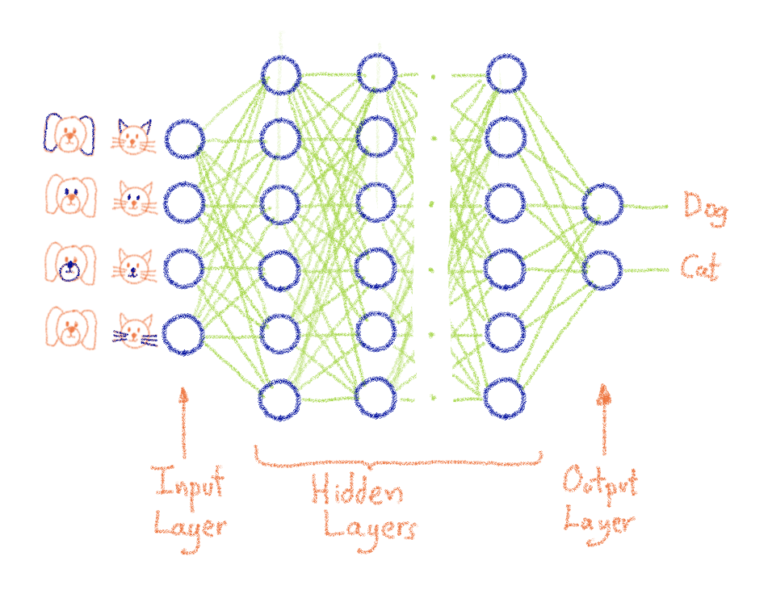 Dog
Cat
Input
Layer
Hidden
Layers
Output
Layer